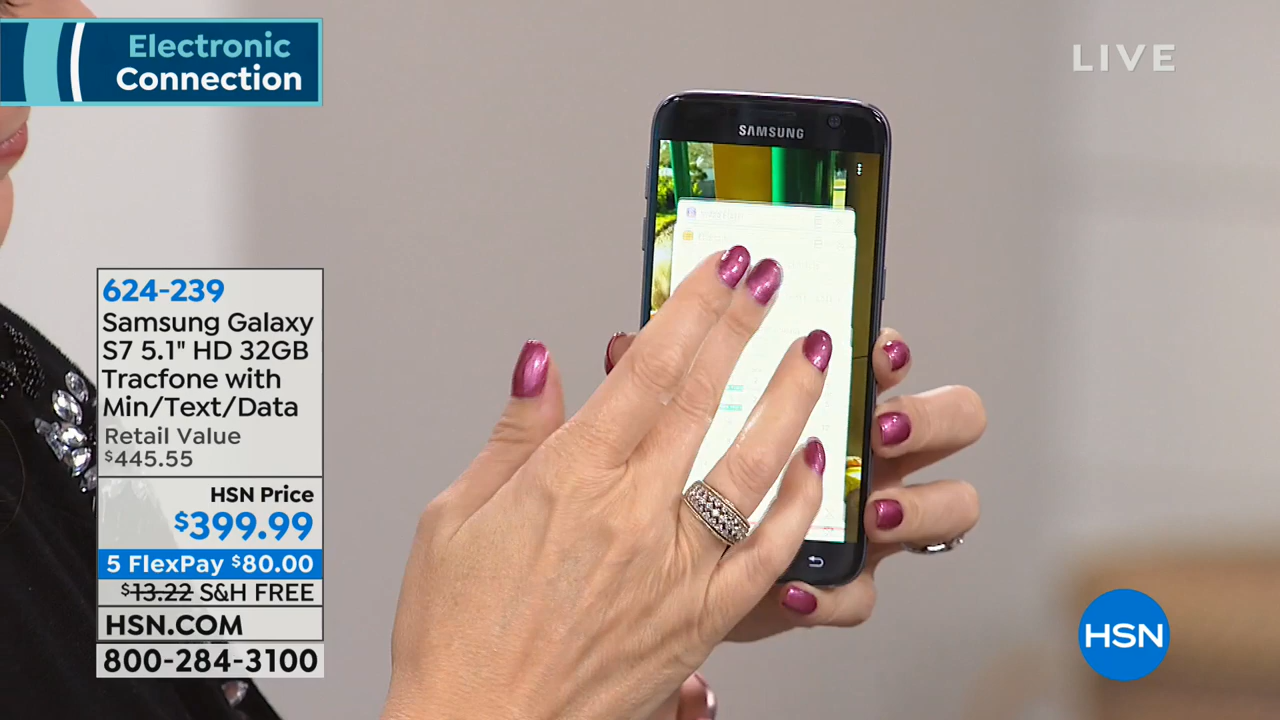 Electronic
Connection
LIVE
SAMSUNG
624-239
Samsung Galaxy
S7 5.1" HD 32GB
Tracfone with
Min/Text/Data
Retail Value
$445.55
HSN Price
$399.99
5 FlexPay $80.00
$13.22 S&H FREE
HSN.COM
800-284-3100
HSN